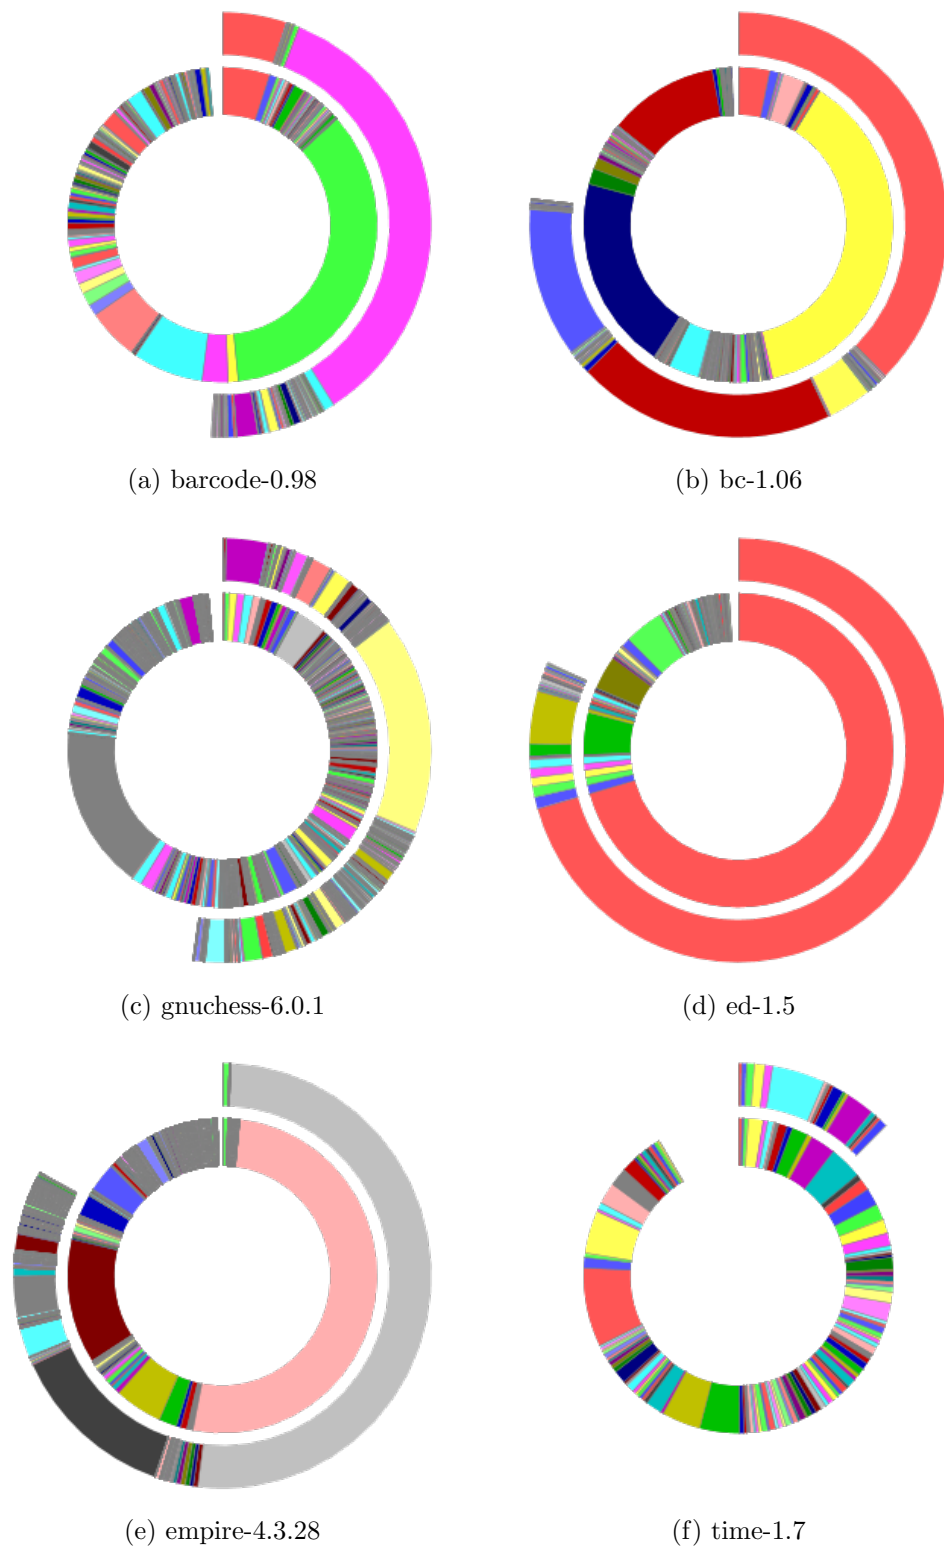 (a) barcode-0.98
(b) bc-1.06
(c) gnuchess-6.0.1
(d) ed-1.5
(e) empire-4.3.28
(f) time-1.7